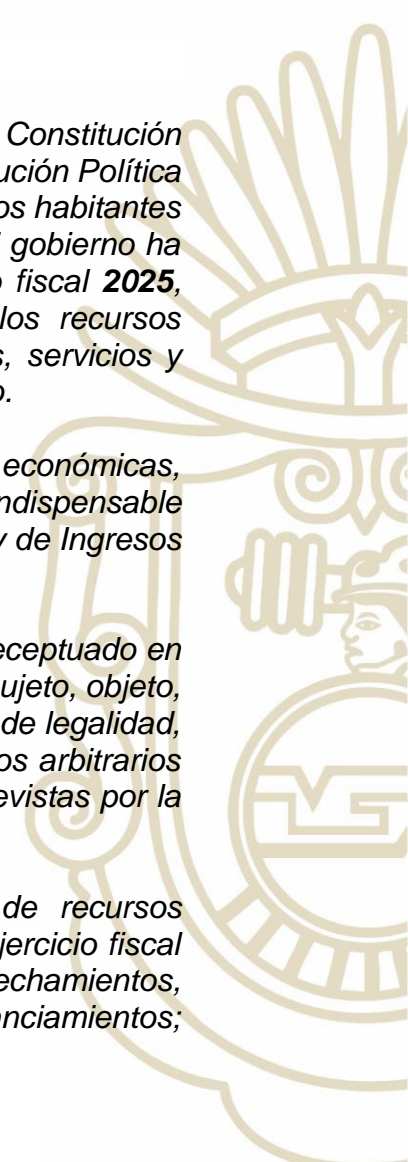 Constitución
ución Política
os habitantes
gobierno ha
o fiscal 2025,
los recursos
s, servicios y
o.
económicas,
ndispensable
y de Ingresos
eceptuado en
ujeto, objeto,
de legalidad,
os arbitrarios
evistas por la
de recursos
jercicio fiscal
echamientos,
anciamientos;